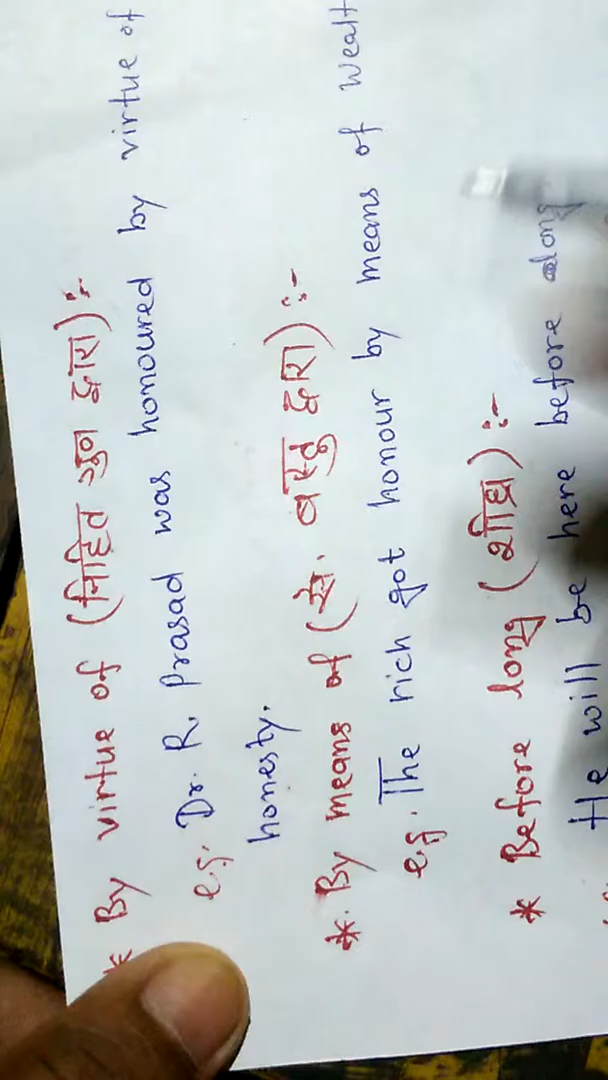 * By virtue of (निहित गुन द्वारा) :-
e.g. Dr. R. Prasad was honoured by virtue of
honesty.
*. By means of (से. वस्तु द्वारा) :-
e.g. The rich got honour by means of wealt
* Before long (शीघ्र) :-
He will be here before long